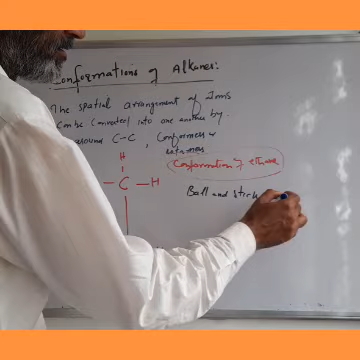 Conformations of Alkanes:
The spatial arrangement of
Can be Converted into one another by
around C-C, Conformers &
rotamers
Conformation of ethane
H
C — H
Ball and Stick